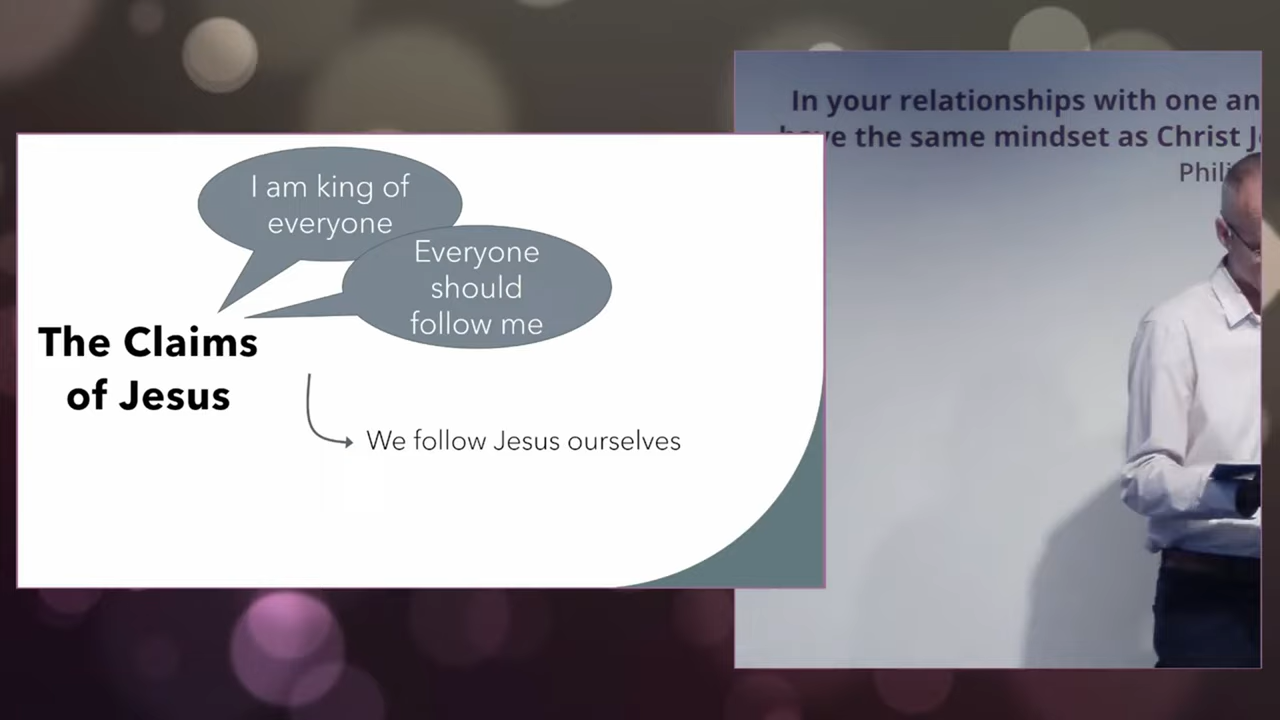 I am king of
everyone
Everyone
should
follow me
The Claims
of Jesus
We follow Jesus ourselves
In your relationships with one
the same mindset as Christ